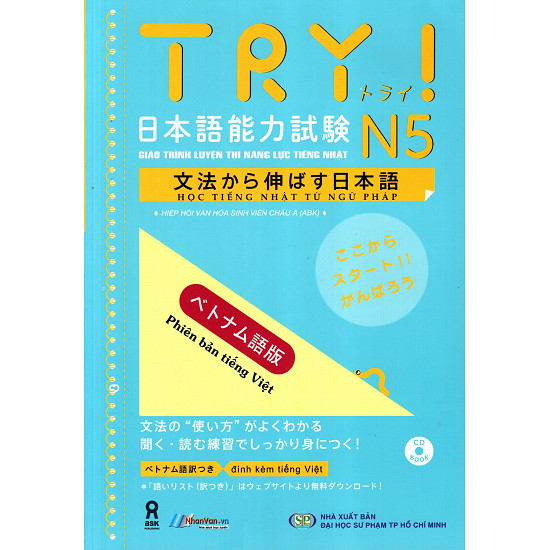 TRY!
トライ
日本語能力試験 N5
GIÁO TRÌNH LUYỆN THI NĂNG LỰC TIẾNG NHẬT
文法から伸ばす日本語
HỌC TIẾNG NHẬT TỪ NGỮ PHÁP
♦ HIỆP HỘI VĂN HÓA SINH VIÊN CHÂU Á (ABK) ♦
ここから
スタート!!
がんばろう
ベトナム語版
Phiên bản tiếng Việt
文法の“使い方”がよくわかる
聞く・読む練習でしっかり身につく!
ベトナム語訳つき
đính kèm tiếng Việt
*「語いリスト(訳つき)」はウェブサイトより無料ダウンロード!
CD
BOOK
ASK
PUBLISHING
NhanVan.vn
SP
NHÀ XUẤT BẢN
ĐẠI HỌC SƯ PHẠM TP HỒ CHÍ MINH